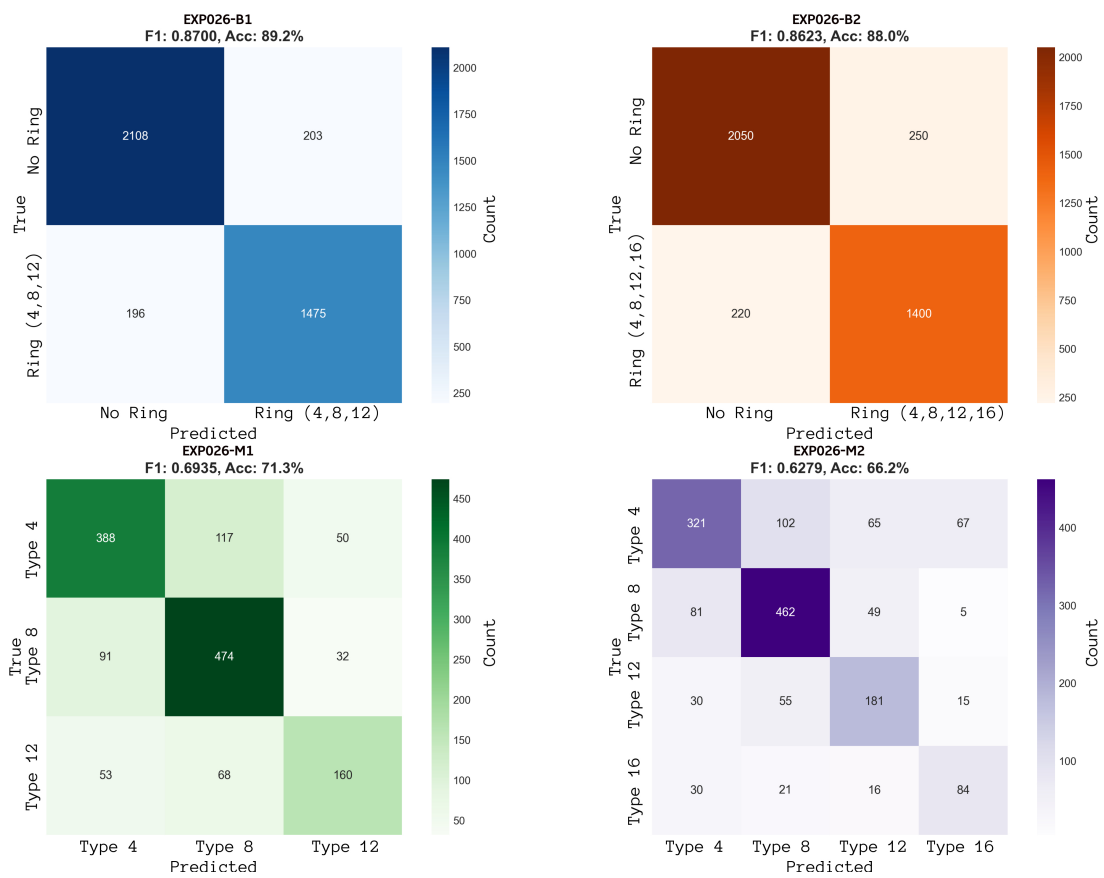 EXP026-B1
F1: 0.8700, Acc: 89.2%
True
No Ring
Ring (4,8,12)
2108
203
196
1475
No Ring
Ring (4,8,12)
Predicted
2000
1750
1500
1250
1000
750
500
250
Count
EXP026-B2
F1: 0.8623, Acc: 88.0%
True
No Ring
Ring (4,8,12,16)
2050
250
220
1400
No Ring
Ring (4,8,12,16)
Predicted
2000
1750
1500
1250
1000
750
500
250
Count
EXP026-M1
F1: 0.6935, Acc: 71.3%
True
Type 4
Type 8
Type 12
388
117
50
91
474
32
53
68
160
Type 4
Type 8
Type 12
Predicted
450
400
350
300
250
200
150
100
50
Count
EXP026-M2
F1: 0.6279, Acc: 66.2%
True
Type 4
Type 8
Type 12
Type 16
321
102
65
67
81
462
49
5
30
55
181
15
30
21
16
84
Type 4
Type 8
Type 12
Type 16
Predicted
400
300
200
100
Count